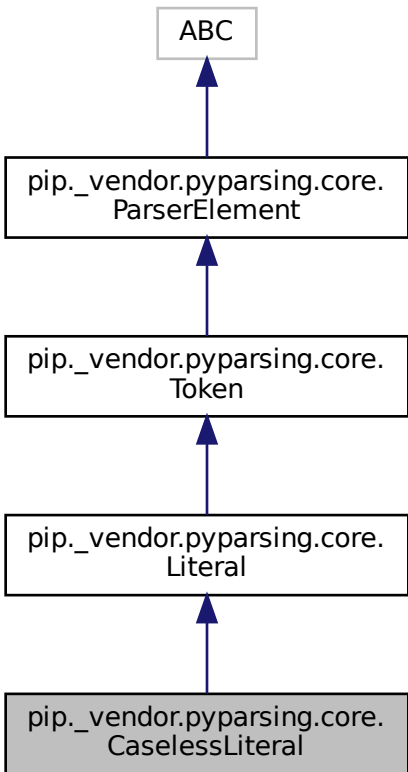 ABC
pip._vendor.pyparsing.core.
ParserElement
pip._vendor.pyparsing.core.
Token
pip._vendor.pyparsing.core.
Literal
pip._vendor.pyparsing.core.
CaselessLiteral